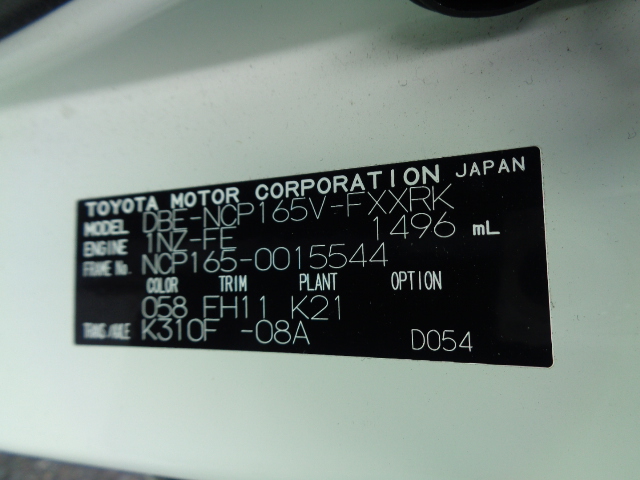 TOYOTA MOTOR CORPORATION JAPAN
MODEL DBE-NCP165V-FXXRK
ENGINE 1NZ-FE 1496 mL
FRAME No. NCP165-0015544
COLOR TRIM PLANT OPTION
058 EH11 K21
TRANS/AXLE K310F -08A D054